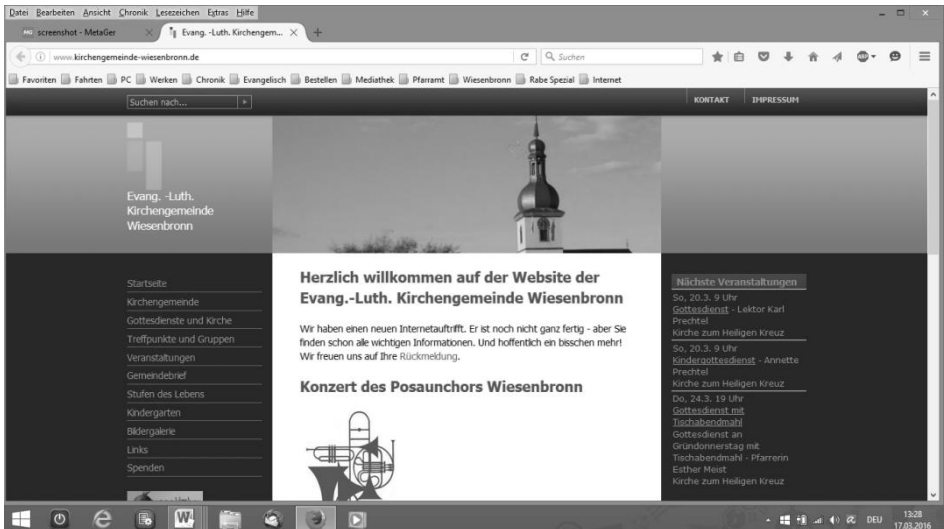 Datei Bearbeiten Ansicht Chronik Lesezeichen Extras Hilfe
screenshot - MetaGer
Evang. -Luth. Kirchengem...
www.kirchengemeinde-wiesenbronn.de
Suchen
Favoriten Fahrten PC Werken Chronik Evangelisch Bestellen Mediathek Pfarramt Wiesenbronn Rabe Spezial Internet
Suchen nach...
KONTAKT IMPRESSUM
Evang. -Luth.
Kirchengemeinde
Wiesenbronn
Startseite
Kirchengemeinde
Gottesdienste und Kirche
Treffpunkte und Gruppen
Veranstaltungen
Gemeindebrief
Stufen des Lebens
Kindergarten
Bildergalerie
Links
Spenden
Herzlich willkommen auf der Website der
Evang.-Luth. Kirchengemeinde Wiesenbronn
Wir haben einen neuen Internetauftrifft. Er ist noch nicht ganz fertig - aber Sie
finden schon alle wichtigen Informationen. Und hoffentlich ein bisschen mehr!
Wir freuen uns auf Ihre Rückmeldung.
Konzert des Posaunchors Wiesenbronn
Nächste Veranstaltungen
So, 20.3. 9 Uhr
Gottesdienst - Lektor Karl
Prechtel
Kirche zum Heiligen Kreuz
So, 20.3. 9 Uhr
Kindergottesdienst - Annette
Prechtel
Kirche zum Heiligen Kreuz
Do, 24.3. 19 Uhr
Gottesdienst mit
Tischabendmahl
Gottesdienst an
Gründonnerstag mit
Tischabendmahl - Pfarrerin
Esther Meist
Kirche zum Heiligen Kreuz
DEU
13:28
17.03.2016